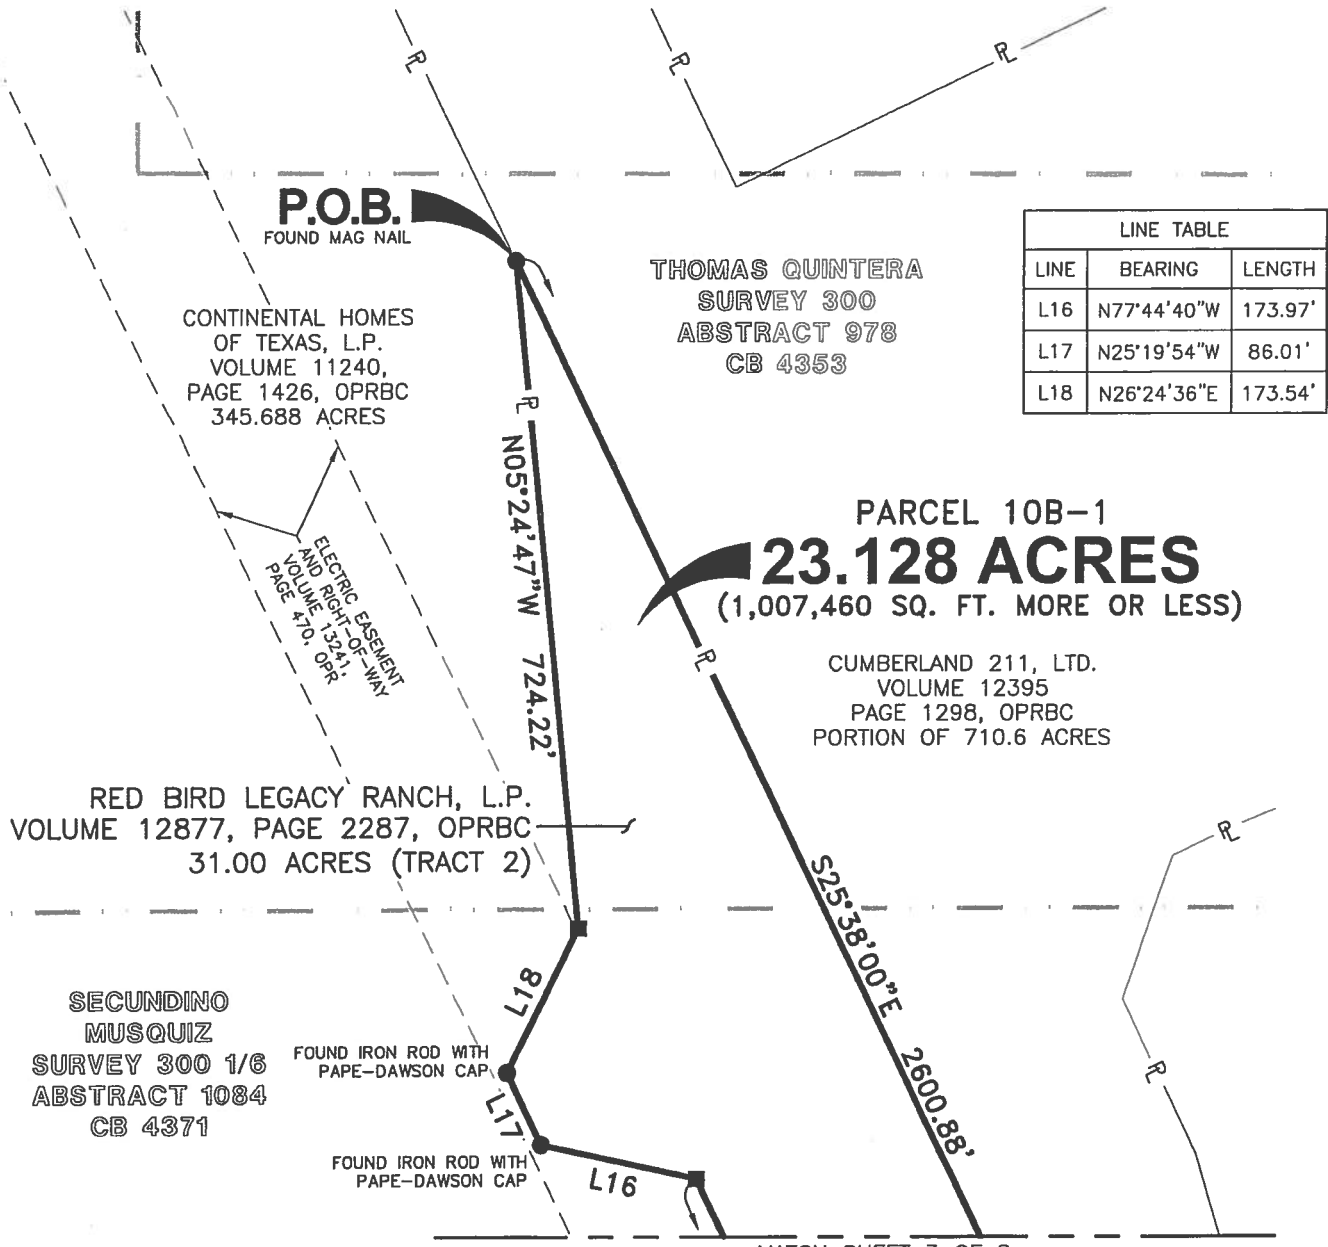 ℄
℄
℄
P.O.B.
FOUND MAG NAIL
THOMAS QUINTERA
SURVEY 300
ABSTRACT 978
CB 4353
LINE TABLE
LINE BEARING LENGTH
L16 N77°44'40"W 173.97'
L17 N25°19'54"W 86.01'
L18 N26°24'36"E 173.54'
CONTINENTAL HOMES
OF TEXAS, L.P.
VOLUME 11240,
PAGE 1426, OPRBC
345.688 ACRES
℄
N05°24'47"W 724.22'
PARCEL 10B-1
23.128 ACRES
(1,007,460 SQ. FT. MORE OR LESS)
ELECTRIC EASEMENT
AND RIGHT-OF-WAY
VOLUME 13241,
PAGE 470, OPR
℄
CUMBERLAND 211, LTD.
VOLUME 12395
PAGE 1298, OPRBC
PORTION OF 710.6 ACRES
RED BIRD LEGACY RANCH, L.P.
VOLUME 12877, PAGE 2287, OPRBC
31.00 ACRES (TRACT 2)
℄
S25°38'00"E 2600.88'
SECUNDINO
MUSQUIZ
SURVEY 300 1/6
ABSTRACT 1084
CB 4371
L18
FOUND IRON ROD WITH
PAPE-DAWSON CAP
℄
L17
FOUND IRON ROD WITH
PAPE-DAWSON CAP
L16